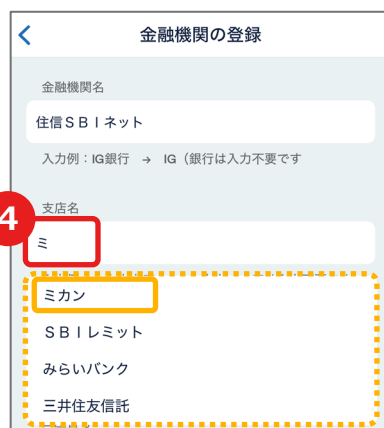 金融機関の登録
金融機関名
住信ＳＢＩネット
入力例：IG銀行 → IG（銀行は入力不要です
支店名
4
ミ
ミカン
ＳＢＩレミット
みらいバンク
三井住友信託